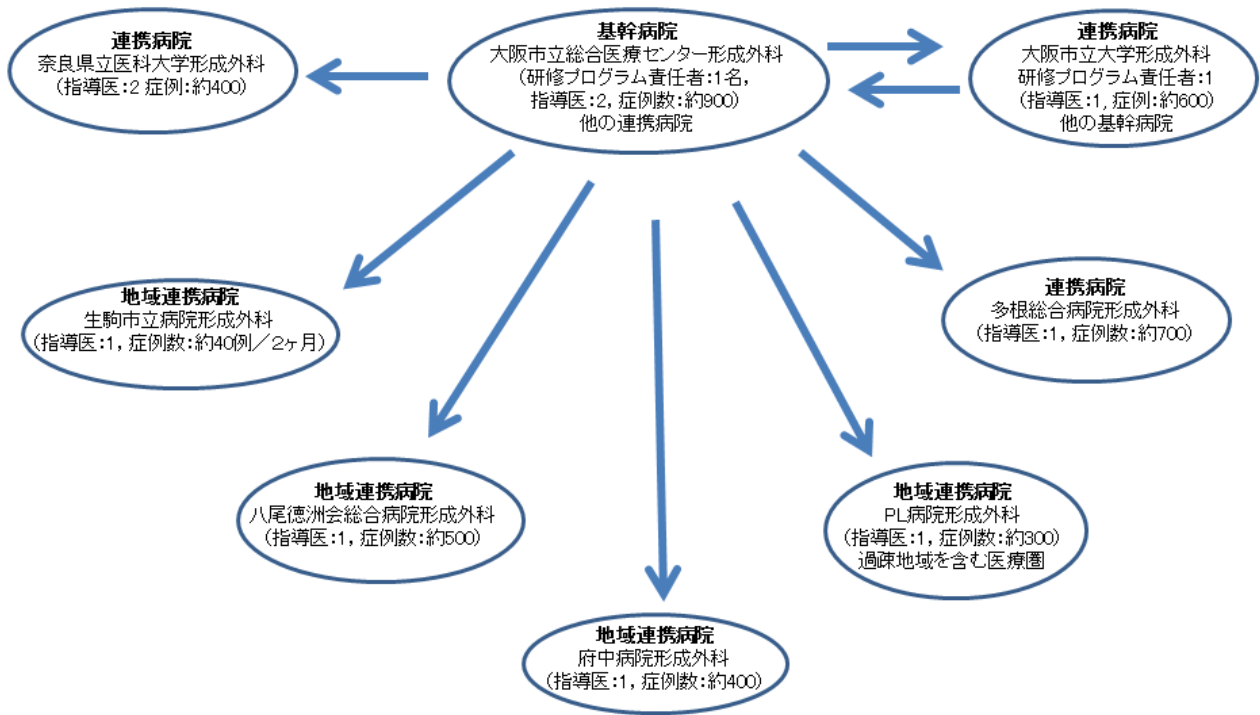 連携病院
奈良県立医科大学形成外科
(指導医:2 症例:約400)
基幹病院
大阪市立総合医療センター形成外科
(研修プログラム責任者:1名,
指導医:2, 症例数:約900)
他の連携病院
連携病院
大阪市立大学形成外科
研修プログラム責任者:1
(指導医:1, 症例:約600)
他の基幹病院
地域連携病院
生駒市立病院形成外科
(指導医:1, 症例数:約40例／2ヶ月)
連携病院
多根総合病院形成外科
(指導医:1, 症例数:約700)
地域連携病院
八尾徳洲会総合病院形成外科
(指導医:1, 症例数:約500)
地域連携病院
PL病院形成外科
(指導医:1, 症例数:約300)
過疎地域を含む医療圏
地域連携病院
府中病院形成外科
(指導医:1, 症例数:約400)